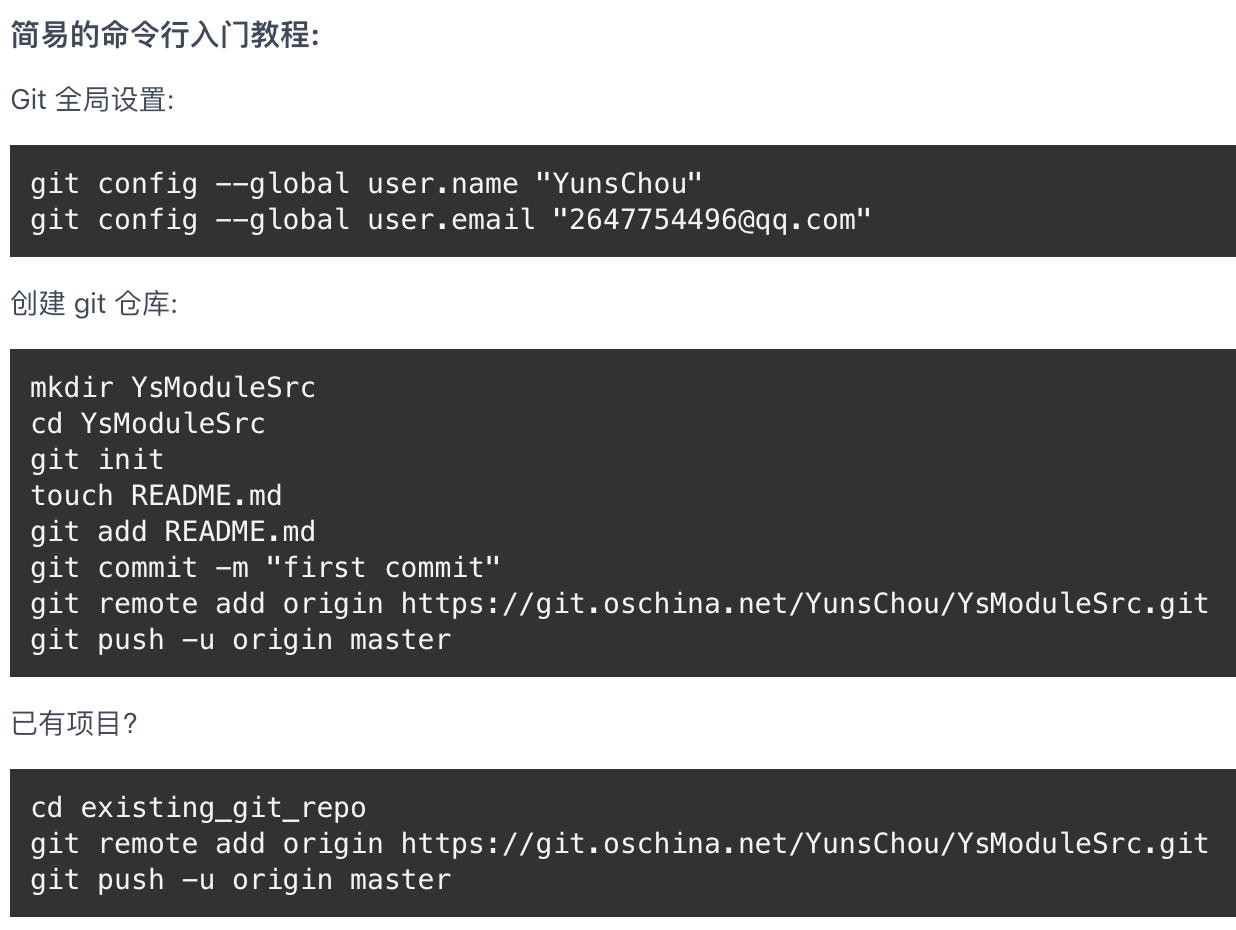 简易的命令行入门教程:
Git 全局设置:
git config --global user.name "YunsChou"
git config --global user.email "2647754496@qq.com"
创建 git 仓库:
mkdir YsModuleSrc
cd YsModuleSrc
git init
touch README.md
git add README.md
git commit -m "first commit"
git remote add origin https://git.oschina.net/YunsChou/YsModuleSrc.git
git push -u origin master
已有项目?
cd existing_git_repo
git remote add origin https://git.oschina.net/YunsChou/YsModuleSrc.git
git push -u origin master